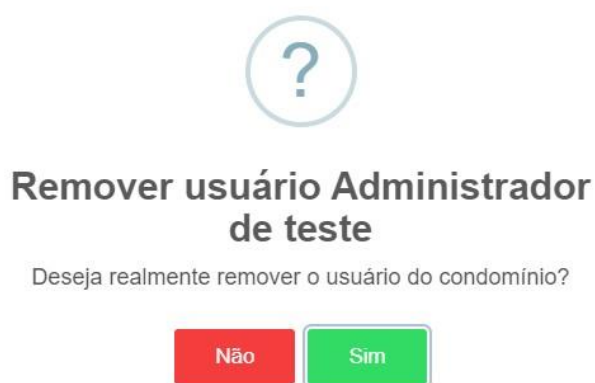 ?
Remover usuário Administrador
de teste
Deseja realmente remover o usuário do condomínio?
Não Sim